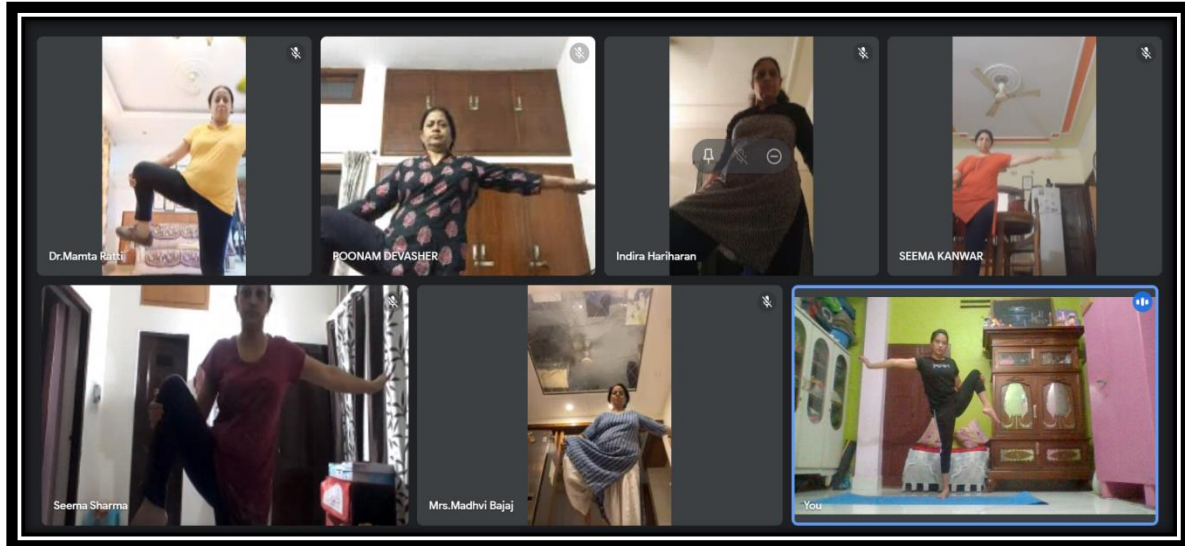 Dr.Mamta Ratti
POONAM DEVASHER
Indira Hariharan
SEEMA KANWAR
Seema Sharma
Mrs.Madhvi Bajaj
You